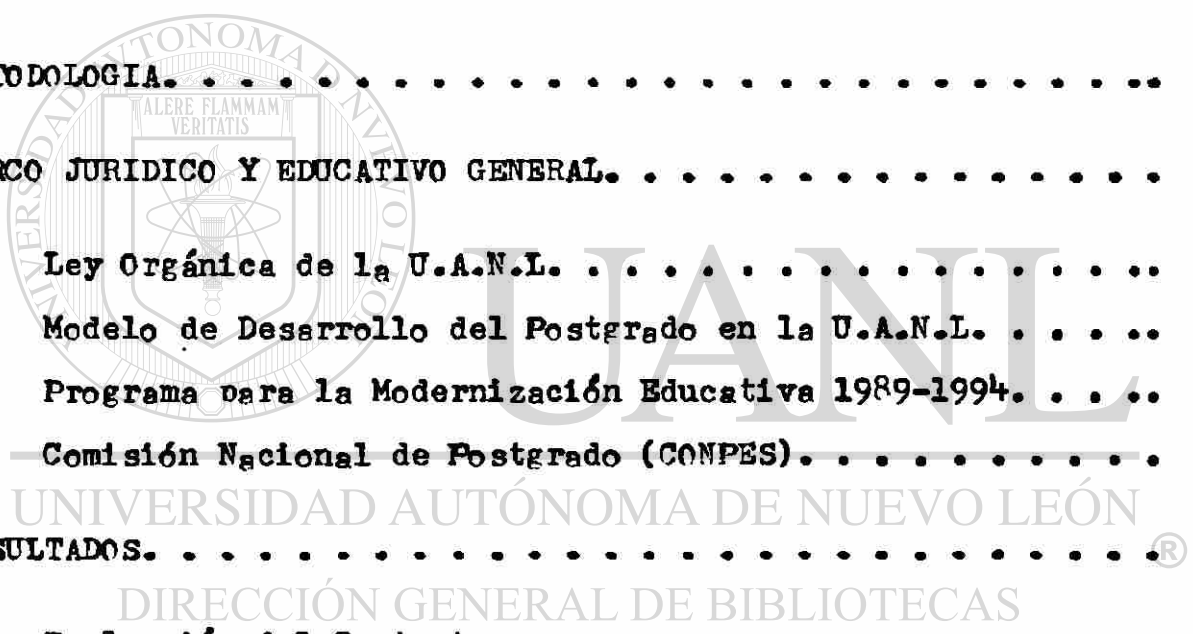 TODOLOGIA. . . . . . . . . . . . . . . . . . . . . . . . . .
ALERE FLAMMAM
VERITATIS
RCO JURIDICO Y EDUCATIVO GENERAL. . . . . . . . . . . . . . .
Ley Orgánica de la U.A.N.L. . . . . . . . . . . . . . . . . .
Modelo de Desarrollo del Postgrado en la U.A.N.L. . . . . . .
Programa para la Modernización Educativa 1989-1994. . . . . .
Comisión Nacional de Postgrado (CONPES). . . . . . . . . . .
UANL
UNIVERSIDAD AUTÓNOMA DE NUEVO LEÓN
SULTADOS. . . . . . . . . . . . . . . . . . . . . . . . . . .
®
DIRECCIÓN GENERAL DE BIBLIOTECAS